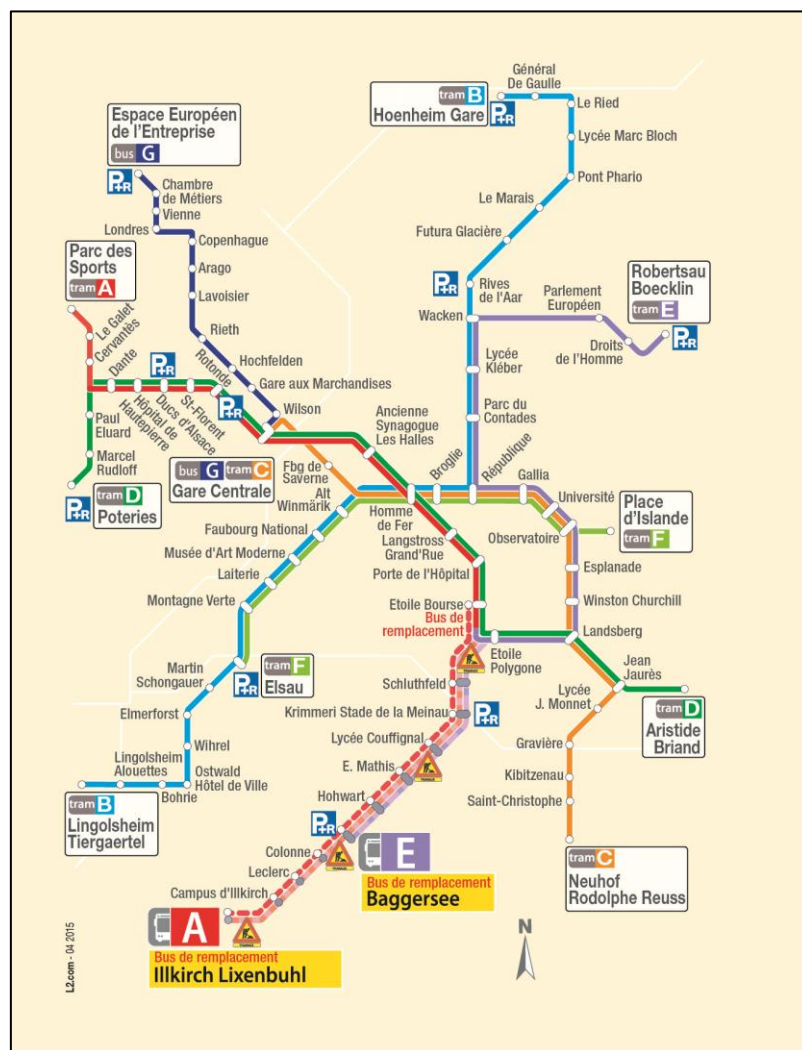 Général
De Gaulle
tram B
Hoenheim Gare
P+R
Le Ried
Lycée Marc Bloch
Pont Phario
Le Marais
Futura Glacière
P+R
Rives
de l'Aar
Wacken
Parlement
Européen
Robertsau
Boecklin
tram E
P+R
Droits
de l'Homme
Lycée
Kléber
Parc du
Contades
Espace Européen
de l'Entreprise
bus G
P+R
Chambre
de Métiers
Vienne
Londres
Copenhague
Arago
Lavoisier
Rieth
Hochfelden
Gare aux Marchandises
Wilson
Parc des
Sports
tram A
Le Galet
Cervantès
Dante
P+R
Rotonde
P+R
Hôpital de
Hautepierre
Ducs d'Alsace
St-Florent
Paul
Eluard
Marcel
Rudloff
P+R
tram D
Poteries
bus G tram C
Gare Centrale
Fbg de
Saverne
Ancienne
Synagogue
Les Halles
Broglie
République
Gallia
Université
Place
d'Islande
tram F
Observatoire
Alt
Winmärik
Faubourg National
Musée d'Art Moderne
Laiterie
Montagne Verte
Homme
de Fer
Langstross
Grand'Rue
Porte de l'Hôpital
Esplanade
Winston Churchill
Landsberg
Etoile Bourse
Bus de
remplacement
Etoile
Polygone
Martin
Schongauer
P+R
tram F
Elsau
Elmerforst
Wihrel
Ostwald
Hôtel de Ville
Lingolsheim
Alouettes
Bohrie
tram B
Lingolsheim
Tiergaertel
Schluthfeld
Krimmeri Stade de la Meinau
P+R
Lycée Couffignal
E. Mathis
Hohwart
P+R
Colonne
Leclerc
Campus d'Illkirch
Jean
Jaurès
Lycée
J. Monnet
tram D
Aristide
Briand
Gravière
Kibitzenau
Saint-Christophe
tram C
Neuhof
Rodolphe Reuss
E
Bus de remplacement
Baggersee
A
Bus de remplacement
Illkirch Lixenbuhl
N
L2.com - 04 2015